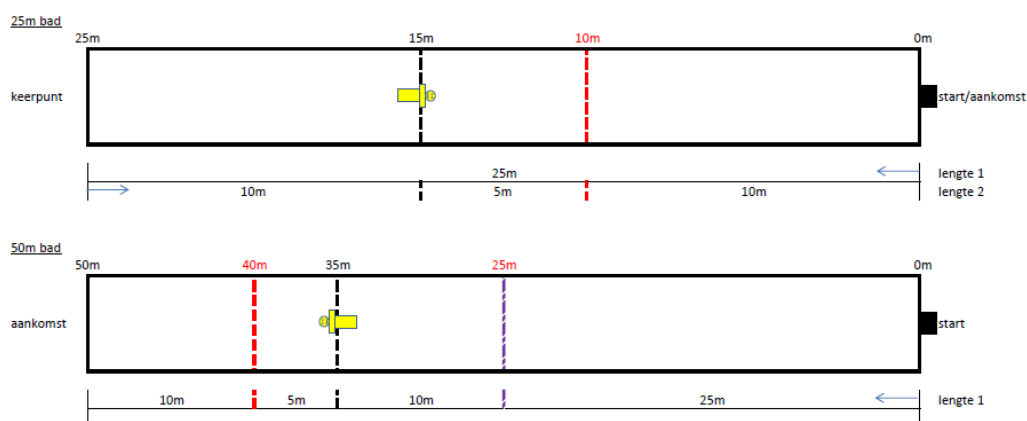 25m bad
25m 15m 10m 0m
keerpunt start/aankomst
25m lengte 1
10m 5m 10m lengte 2
50m bad
50m 40m 35m 25m 0m
aankomst start
10m 5m 10m 25m lengte 1